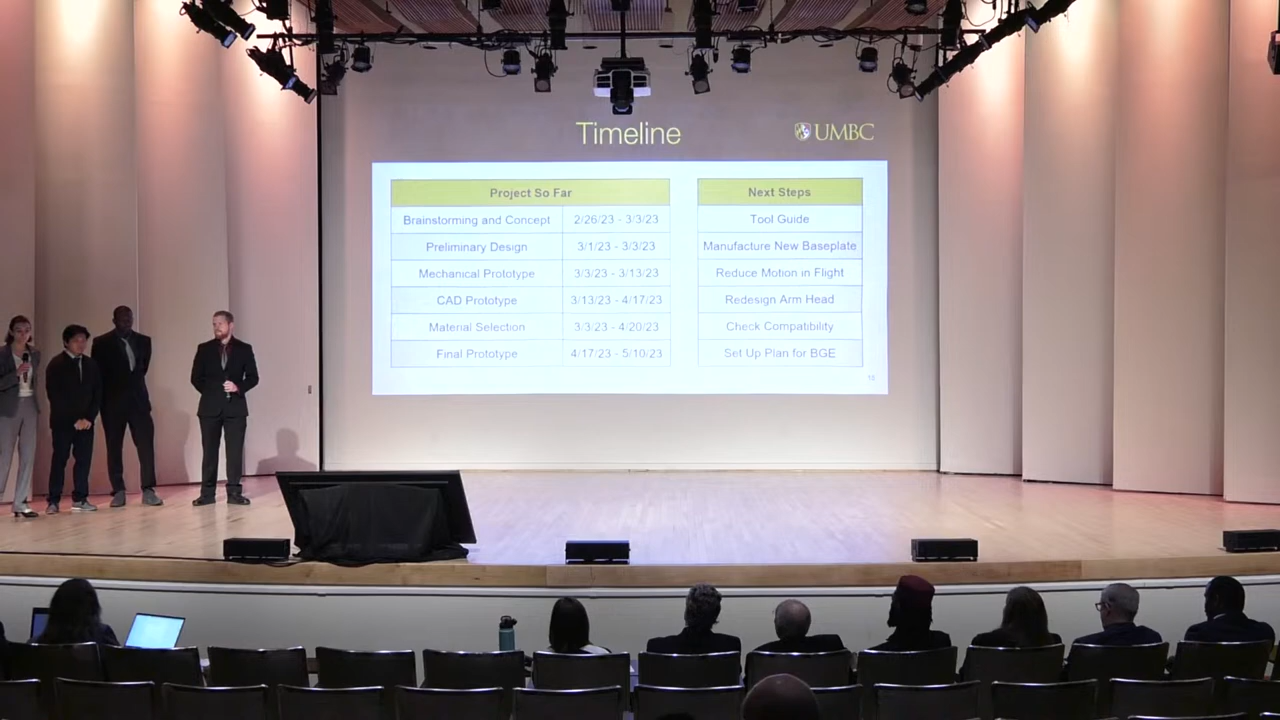 Timeline
UMBC
Project So Far
Brainstorming and Concept 2/26/23 - 3/3/23
Preliminary Design 3/1/23 - 3/3/23
Mechanical Prototype 3/3/23 - 3/13/23
CAD Prototype 3/13/23 - 4/17/23
Material Selection 3/3/23 - 4/20/23
Final Prototype 4/17/23 - 5/10/23
Next Steps
Tool Guide
Manufacture New Baseplate
Reduce Motion in Flight
Redesign Arm Head
Check Compatibility
Set Up Plan for BGE